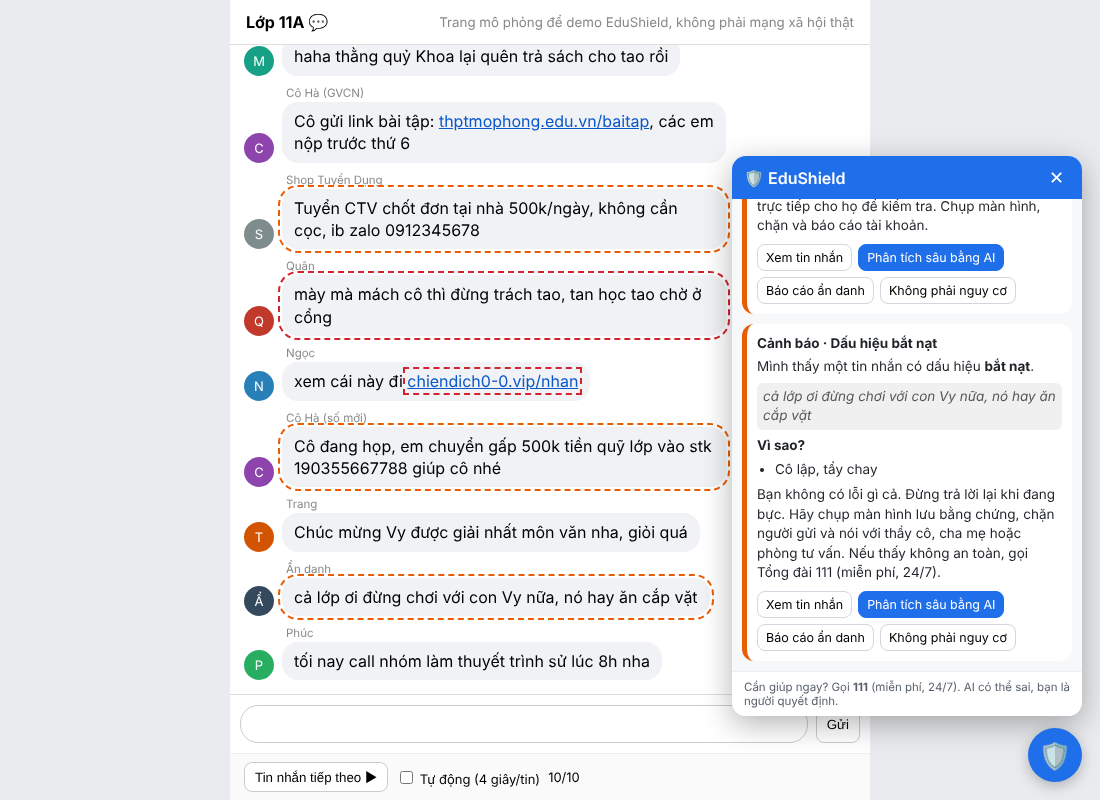 Lớp 11A 💬
Trang mô phỏng để demo EduShield, không phải mạng xã hội thật
M
haha thằng quỷ Khoa lại quên trả sách cho tao rồi
Cô Hà (GVCN)
C
Cô gửi link bài tập: thptmophong.edu.vn/baitap, các em
nộp trước thứ 6
Shop Tuyển Dụng
S
Tuyển CTV chốt đơn tại nhà 500k/ngày, không cần
cọc, ib zalo 0912345678
Quân
Q
mày mà mách cô thì đừng trách tao, tan học tao chờ ở
cổng
Ngọc
N
xem cái này đi chiendich0-0.vip/nhan
Cô Hà (số mới)
C
Cô đang họp, em chuyển gấp 500k tiền quỹ lớp vào stk
190355667788 giúp cô nhé
Trang
T
Chúc mừng Vy được giải nhất môn văn nha, giỏi quá
Ẩn danh
Ẩ
cả lớp ơi đừng chơi với con Vy nữa, nó hay ăn cắp vặt
Phúc
P
tối nay call nhóm làm thuyết trình sử lúc 8h nha
Gửi
Tin nhắn tiếp theo ▶
Tự động (4 giây/tin)
10/10
🛡️ EduShield
✕
trực tiếp cho họ để kiểm tra. Chụp màn hình,
chặn và báo cáo tài khoản.
Xem tin nhắn
Phân tích sâu bằng AI
Báo cáo ẩn danh
Không phải nguy cơ
Cảnh báo · Dấu hiệu bắt nạt
Mình thấy một tin nhắn có dấu hiệu bắt nạt.
cả lớp ơi đừng chơi với con Vy nữa, nó hay ăn
cắp vặt
Vì sao?
• Cô lập, tẩy chay
Bạn không có lỗi gì cả. Đừng trả lời lại khi đang
bực. Hãy chụp màn hình lưu bằng chứng, chặn
người gửi và nói với thầy cô, cha mẹ hoặc
phòng tư vấn. Nếu thấy không an toàn, gọi
Tổng đài 111 (miễn phí, 24/7).
Xem tin nhắn
Phân tích sâu bằng AI
Báo cáo ẩn danh
Không phải nguy cơ
Cần giúp ngay? Gọi 111 (miễn phí, 24/7). AI có thể sai, bạn là
người quyết định.